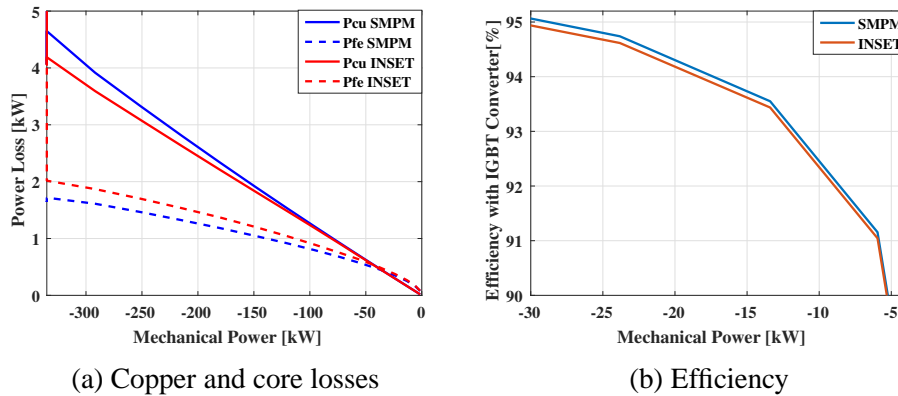 5
4
3
2
1
0
Power Loss [kW]
Pcu SMPM
Pfe SMPM
Pcu INSET
Pfe INSET
-300 -250 -200 -150 -100 -50 0
Mechanical Power [kW]
(a) Copper and core losses
95
94
93
92
91
90
Efficiency with IGBT Converter[%]
SMPM
INSET
-30 -25 -20 -15 -10 -5
Mechanical Power [kW]
(b) Efficiency